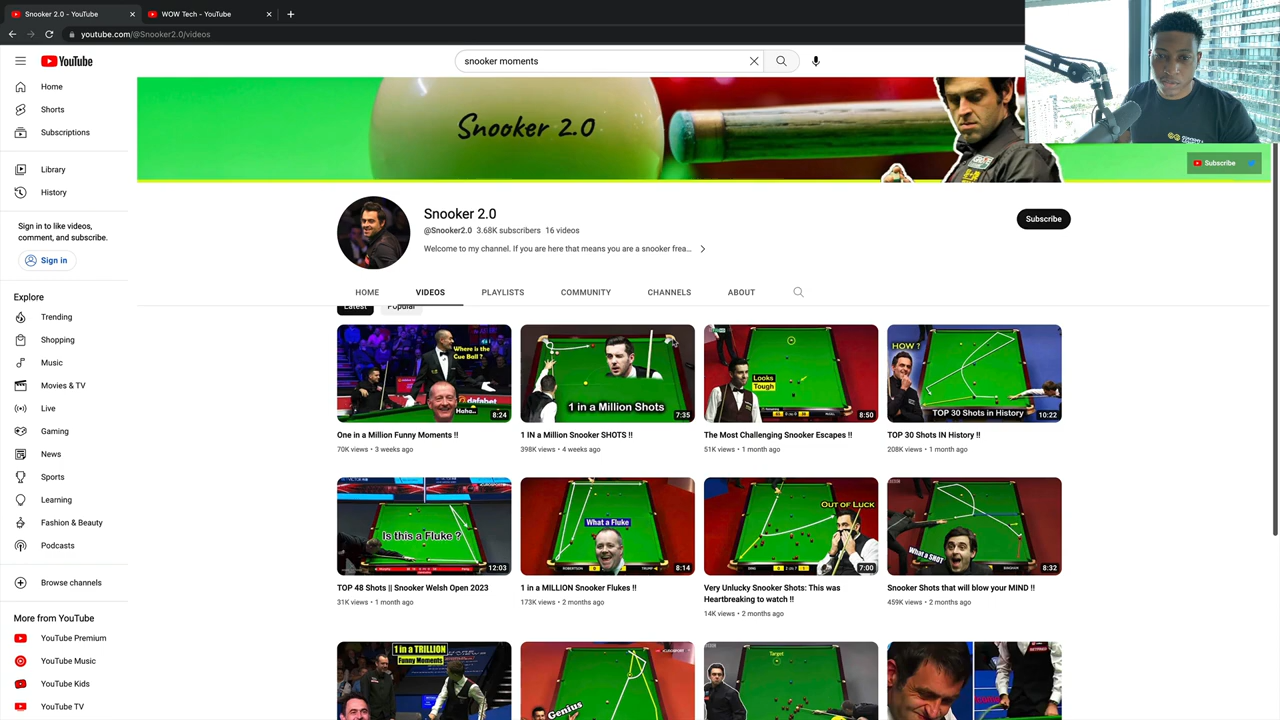 Snooker 2.0 - YouTube
WOW Tech - YouTube
youtube.com/@Snooker2.0/videos
YouTube
snooker moments
Home
Shorts
Subscriptions
Library
History
Sign in to like videos,
comment, and subscribe.
Sign in
Explore
Trending
Shopping
Music
Movies & TV
Live
Gaming
News
Sports
Learning
Fashion & Beauty
Podcasts
Browse channels
More from YouTube
YouTube Premium
YouTube Music
YouTube Kids
YouTube TV
Snooker 2.0
Subscribe
Snooker 2.0
@Snooker2.0 3.68K subscribers 16 videos
Welcome to my channel. If you are here that means you are a snooker frea...
Subscribe
HOME VIDEOS PLAYLISTS COMMUNITY CHANNELS ABOUT
Latest Popular
Where is the
Cue Ball ?
Haha..
dafabet
8:24
One in a Million Funny Moments !!
70K views • 3 weeks ago
1 in a Million Shots
7:35
1 IN a Million Snooker SHOTS !!
398K views • 4 weeks ago
Looks
Tough
8:50
The Most Challenging Snooker Escapes !!
51K views • 1 month ago
HOW ?
TOP 30 Shots in History
10:22
TOP 30 Shots IN History !!
208K views • 1 month ago
Is this a Fluke ?
12:03
TOP 48 Shots || Snooker Welsh Open 2023
31K views • 1 month ago
What a Fluke
ROBERTSON
TRUMP
8:14
1 in a MILLION Snooker Flukes !!
173K views • 2 months ago
OUT OF LUCK
DING
7:00
Very Unlucky Snooker Shots: This was
Heartbreaking to watch !!
14K views • 2 months ago
What a SHOT
BINGHAM
8:32
Snooker Shots that will blow your MIND !!
459K views • 2 months ago
1 in a TRILLION
Funny Moments
Genius
Target